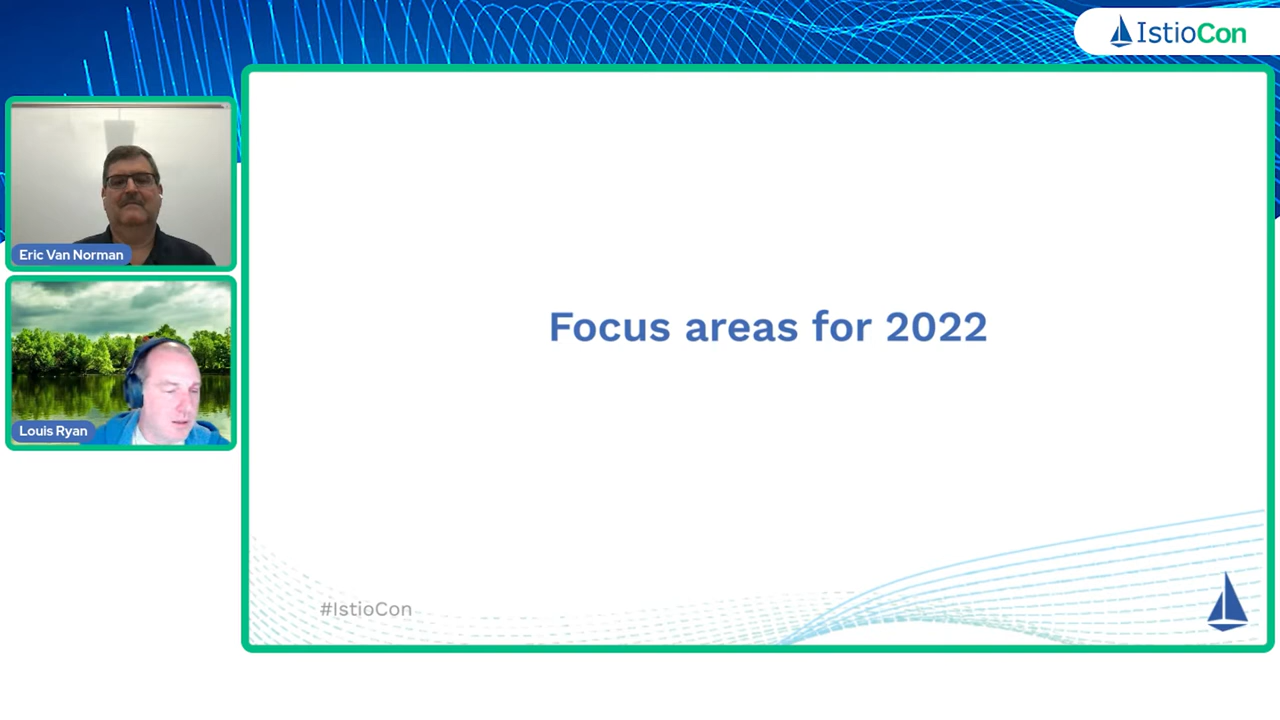 IstioCon
Eric Van Norman
Louis Ryan
Focus areas for 2022
#IstioCon